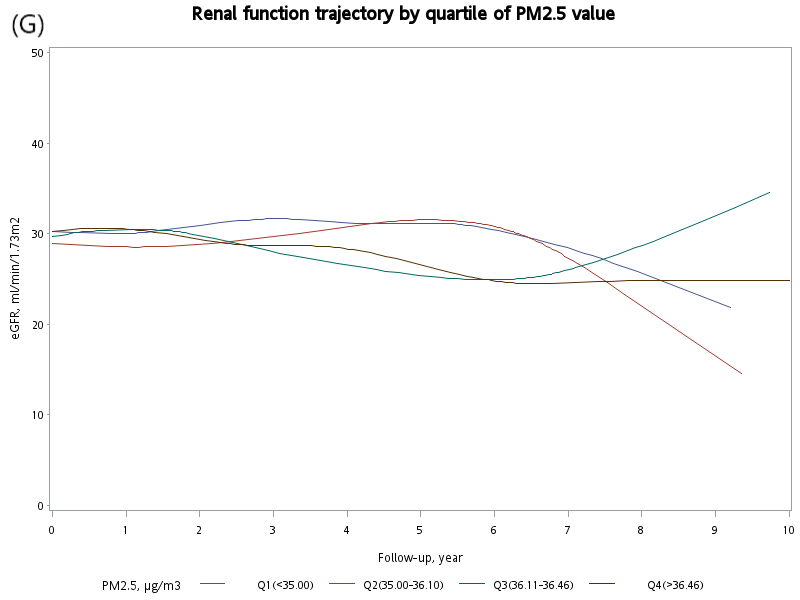 (G)
Renal function trajectory by quartile of PM2.5 value
eGFR, ml/min/1.73m2
50
40
30
20
10
0
0 1 2 3 4 5 6 7 8 9 10
Follow-up, year
PM2.5, μg/m3 Q1(<35.00) Q2(35.00-36.10) Q3(36.11-36.46) Q4(>36.46)